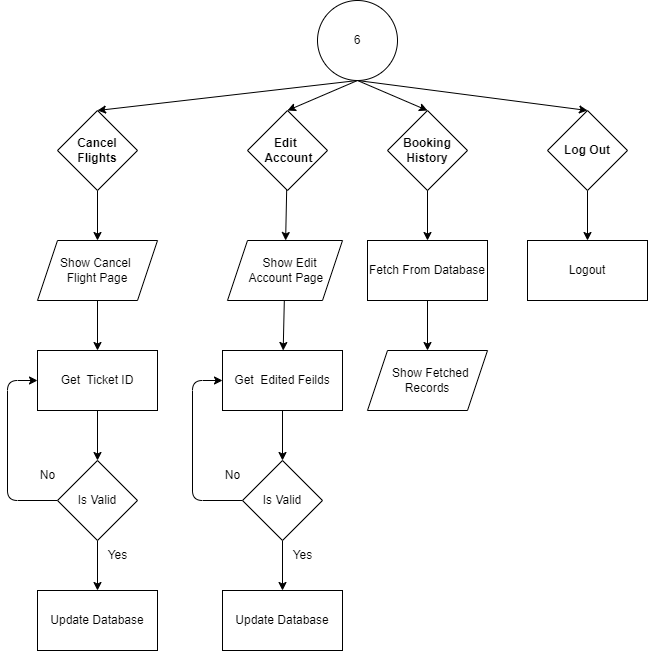 6
Cancel
Flights
Edit
Account
Booking
History
Log Out
Show Cancel
Flight Page
Show Edit
Account Page
Fetch From Database
Logout
Get  Ticket ID
Get  Edited Feilds
Show Fetched
Records
No
Is Valid
No
Is Valid
Yes
Yes
Update Database
Update Database